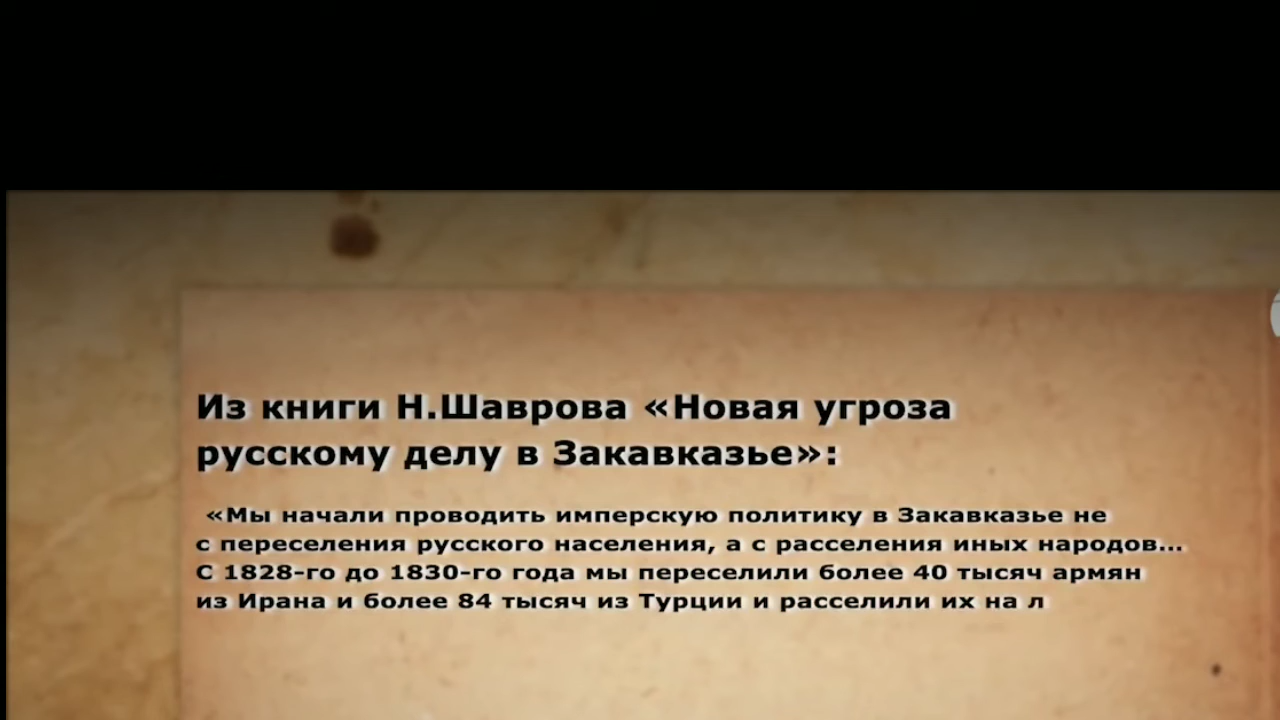 Из книги Н.Шаврова «Новая угроза
русскому делу в Закавказье»:
«Мы начали проводить имперскую политику в Закавказье не
с переселения русского населения, а с расселения иных народов...
С 1828-го до 1830-го года мы переселили более 40 тысяч армян
из Ирана и более 84 тысяч из Турции и расселили их на л